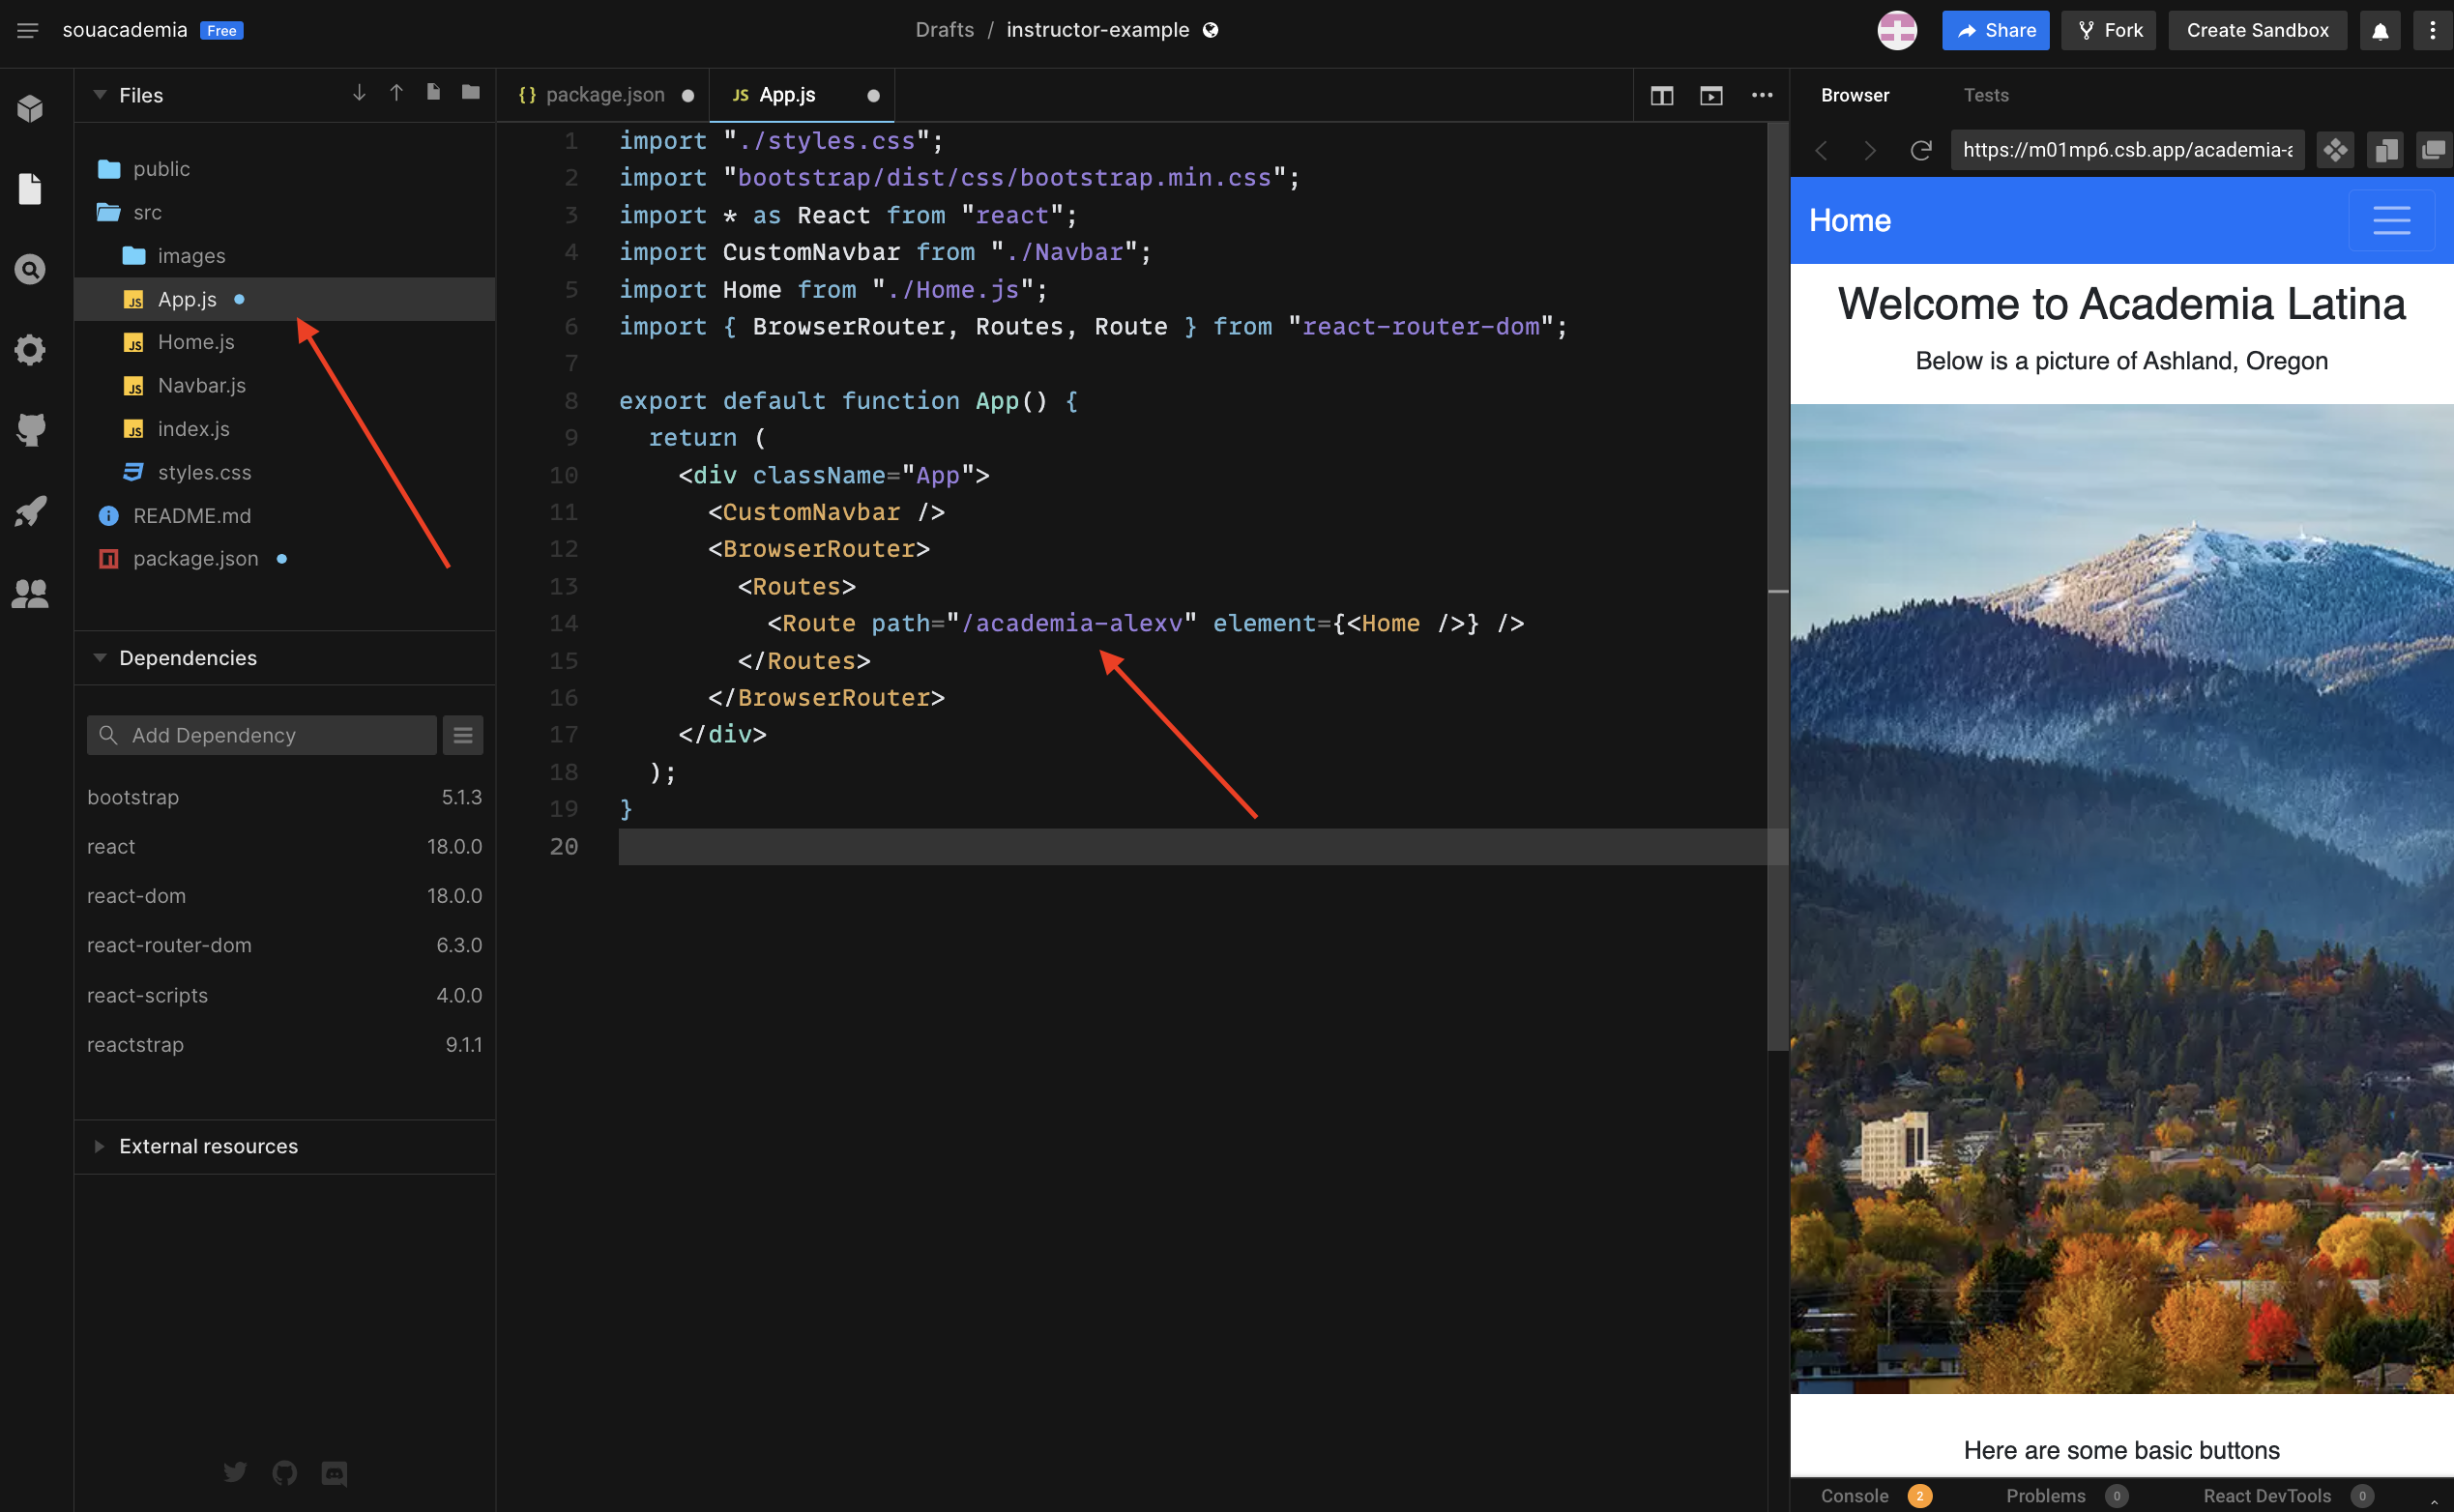 souacademia Free
Drafts / instructor-example
Share
Fork
Create Sandbox
Files
public
src
images
App.js
Home.js
Navbar.js
index.js
styles.css
README.md
package.json
Dependencies
Add Dependency
bootstrap 5.1.3
react 18.0.0
react-dom 18.0.0
react-router-dom 6.3.0
react-scripts 4.0.0
reactstrap 9.1.1
External resources
{} package.json
JS App.js
1 import "./styles.css";
2 import "bootstrap/dist/css/bootstrap.min.css";
3 import * as React from "react";
4 import CustomNavbar from "./Navbar";
5 import Home from "./Home.js";
6 import { BrowserRouter, Routes, Route } from "react-router-dom";
7
8 export default function App() {
9 return (
10 <div className="App">
11 <CustomNavbar />
12 <BrowserRouter>
13 <Routes>
14 <Route path="/academia-alexv" element={<Home />} />
15 </Routes>
16 </BrowserRouter>
17 </div>
18 );
19 }
20
Browser
Tests
https://m01mp6.csb.app/academia-
Home
Welcome to Academia Latina
Below is a picture of Ashland, Oregon
Here are some basic buttons
Console 2
Problems 0
React DevTools 0